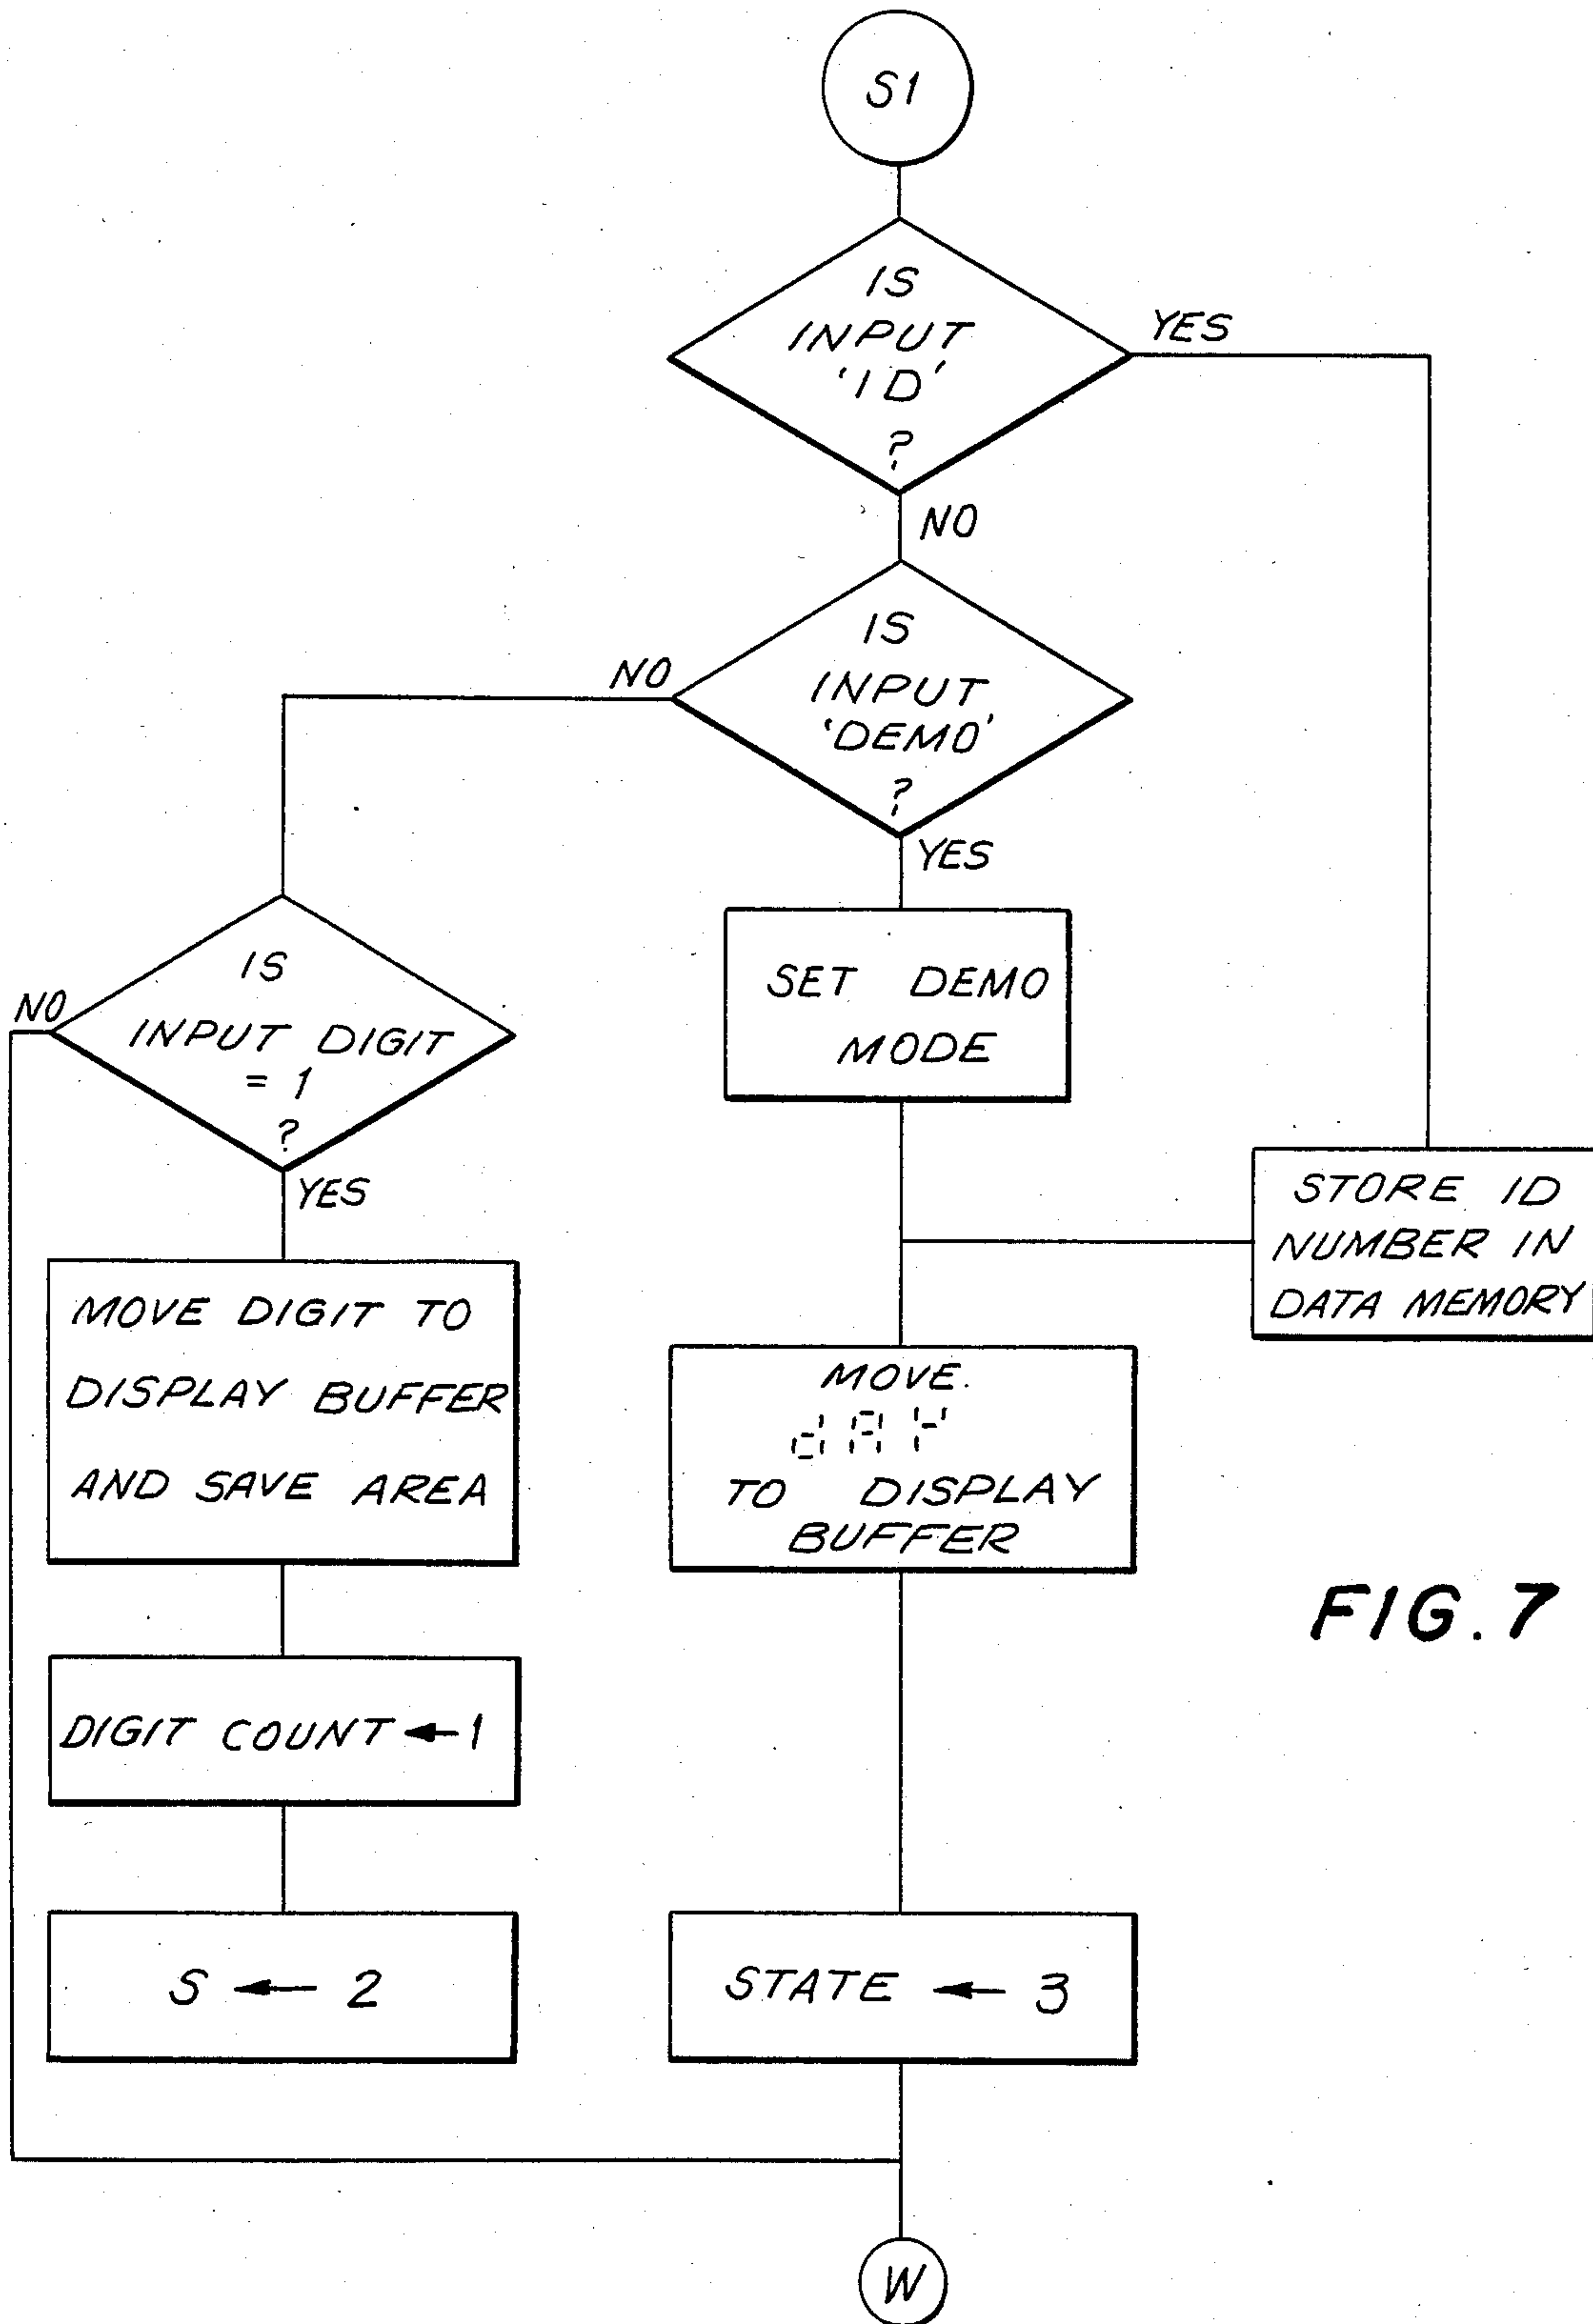 S1
IS
INPUT
'ID'
?
YES
NO
IS
INPUT
'DEMO'
?
NO
YES
IS
INPUT DIGIT
= 1
?
NO
YES
SET DEMO
MODE
STORE ID
NUMBER IN
DATA MEMORY
MOVE DIGIT TO
DISPLAY BUFFER
AND SAVE AREA
MOVE
dAY
TO DISPLAY
BUFFER
FIG. 7
DIGIT COUNT ← 1
S ← 2
STATE ← 3
W